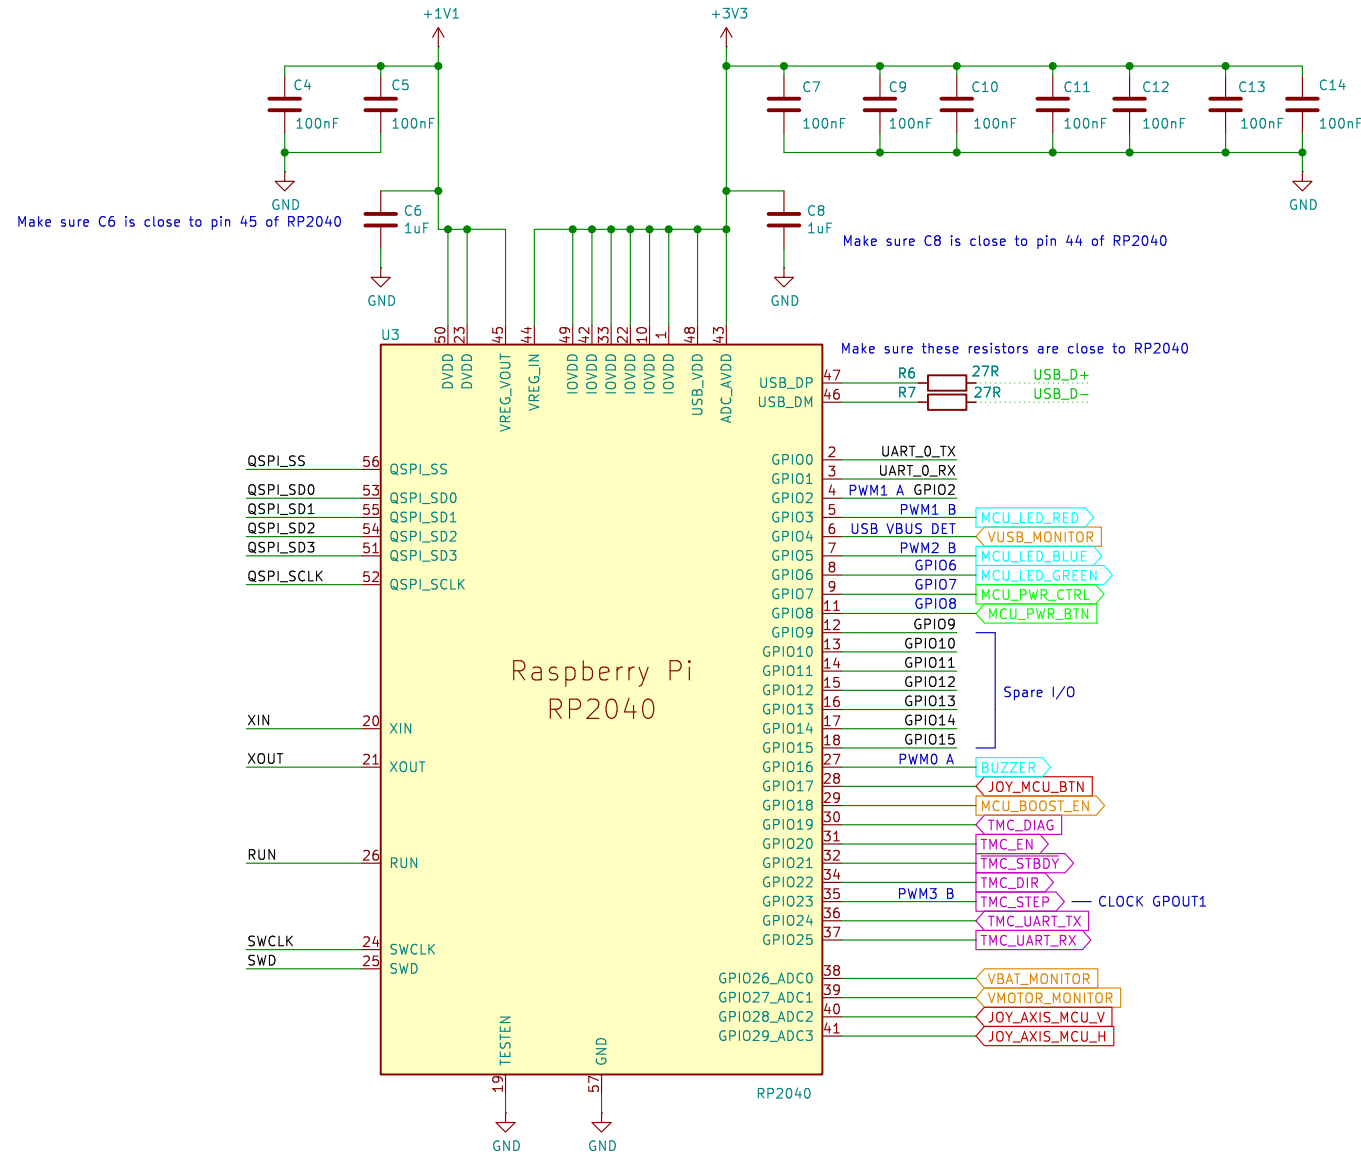 +1V1
+3V3
C4
100nF
C5
100nF
C7
100nF
C9
100nF
C10
100nF
C11
100nF
C12
100nF
C13
100nF
C14
100nF
GND
GND
Make sure C6 is close to pin 45 of RP2040
C6
1uF
GND
C8
1uF
GND
Make sure C8 is close to pin 44 of RP2040
U3
50
23
45
44
49
42
33
22
10
1
48
43
DVDD
DVDD
VREG_VOUT
VREG_IN
IOVDD
IOVDD
IOVDD
IOVDD
IOVDD
IOVDD
USB_VDD
ADC_AVDD
Make sure these resistors are close to RP2040
USB_DP 47 R6 27R USB_D+
USB_DM 46 R7 27R USB_D-
QSPI_SS 56 QSPI_SS
QSPI_SD0 53 QSPI_SD0
QSPI_SD1 55 QSPI_SD1
QSPI_SD2 54 QSPI_SD2
QSPI_SD3 51 QSPI_SD3
QSPI_SCLK 52 QSPI_SCLK
XIN 20 XIN
XOUT 21 XOUT
RUN 26 RUN
SWCLK 24 SWCLK
SWD 25 SWD
Raspberry Pi
RP2040
GPIO0 2 UART_0_TX
GPIO1 3 UART_0_RX
GPIO2 4 PWM1 A GPIO2
GPIO3 5 PWM1 B MCU_LED_RED
GPIO4 6 USB VBUS DET VUSB_MONITOR
GPIO5 7 PWM2 B MCU_LED_BLUE
GPIO6 8 GPIO6 MCU_LED_GREEN
GPIO7 9 GPIO7 MCU_PWR_CTRL
GPIO8 11 GPIO8 MCU_PWR_BTN
GPIO9 12 GPIO9
GPIO10 13 GPIO10
GPIO11 14 GPIO11
GPIO12 15 GPIO12
GPIO13 16 GPIO13
GPIO14 17 GPIO14
GPIO15 18 GPIO15
Spare I/O
GPIO16 27 PWM0 A BUZZER
GPIO17 28 JOY_MCU_BTN
GPIO18 29 MCU_BOOST_EN
GPIO19 30 TMC_DIAG
GPIO20 31 TMC_EN
GPIO21 32 TMC_STBDY
GPIO22 34 TMC_DIR
GPIO23 35 PWM3 B TMC_STEP CLOCK GPOUT1
GPIO24 36 TMC_UART_TX
GPIO25 37 TMC_UART_RX
GPIO26_ADC0 38 VBAT_MONITOR
GPIO27_ADC1 39 VMOTOR_MONITOR
GPIO28_ADC2 40 JOY_AXIS_MCU_V
GPIO29_ADC3 41 JOY_AXIS_MCU_H
TESTEN
GND
19
57
RP2040
GND
GND